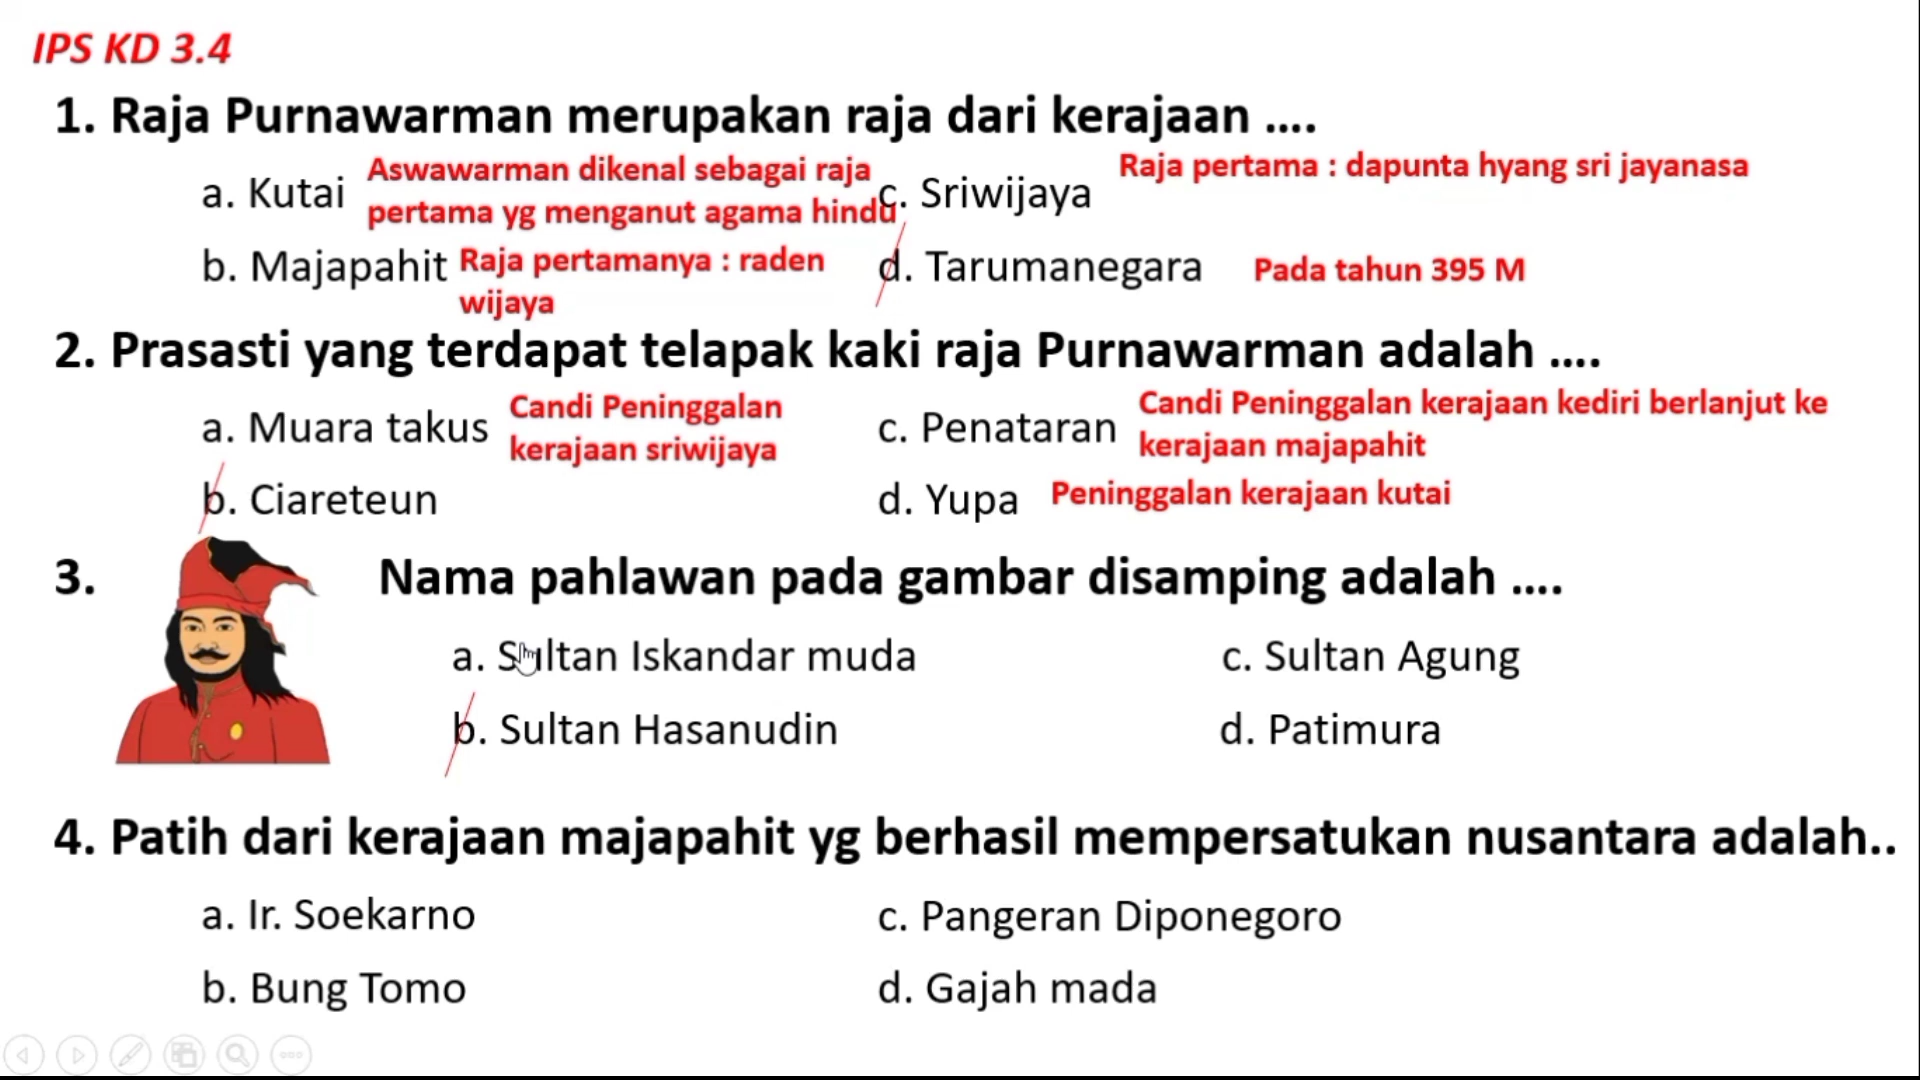 IPS KD 3.4
1. Raja Purnawarman merupakan raja dari kerajaan ....
a. Kutai
Aswawarman dikenal sebagai raja
pertama yg menganut agama hindu
c. Sriwijaya
Raja pertama : dapunta hyang sri jayanasa
b. Majapahit
Raja pertamanya : raden
wijaya
d. Tarumanegara
Pada tahun 395 M
2. Prasasti yang terdapat telapak kaki raja Purnawarman adalah ....
a. Muara takus
Candi Peninggalan
kerajaan sriwijaya
c. Penataran
Candi Peninggalan kerajaan kediri berlanjut ke
kerajaan majapahit
b. Ciareteun
d. Yupa
Peninggalan kerajaan kutai
3. Nama pahlawan pada gambar disamping adalah ....
a. Sultan Iskandar muda
c. Sultan Agung
b. Sultan Hasanudin
d. Patimura
4. Patih dari kerajaan majapahit yg berhasil mempersatukan nusantara adalah..
a. Ir. Soekarno
c. Pangeran Diponegoro
b. Bung Tomo
d. Gajah mada